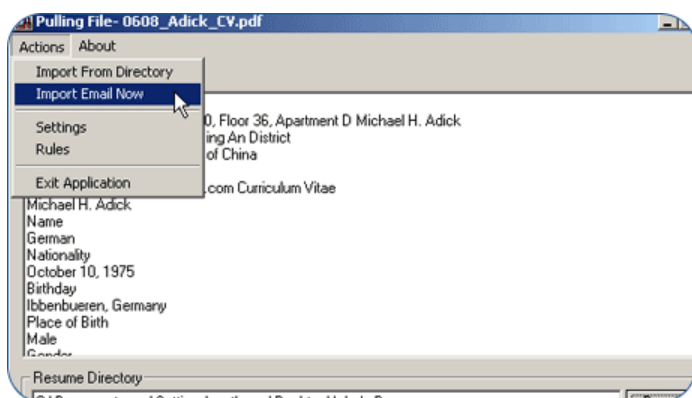 Pulling File- 0608_Adick_CV.pdf
Actions About
Import From Directory
Import Email Now
Settings
Rules
Exit Application
0, Floor 36, Apartment D Michael H. Adick
ing An District
of China
.com Curriculum Vitae
Michael H. Adick
Name
German
Nationality
October 10, 1975
Birthday
Ibbenbueren, Germany
Place of Birth
Male
Gender
Resume Directory